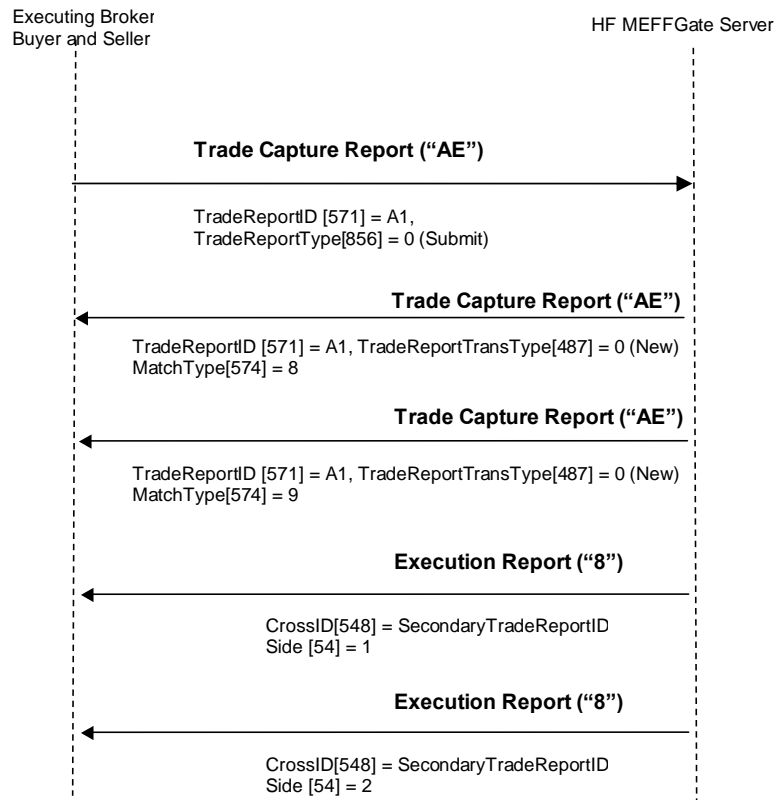 Executing Broker
Buyer and Seller
HF MEFFGate Server
Trade Capture Report (“AE”)
TradeReportID [571] = A1,
TradeReportType[856] = 0 (Submit)
Trade Capture Report (“AE”)
TradeReportID [571] = A1, TradeReportTransType[487] = 0 (New)
MatchType[574] = 8
Trade Capture Report (“AE”)
TradeReportID [571] = A1, TradeReportTransType[487] = 0 (New)
MatchType[574] = 9
Execution Report (“8”)
CrossID[548] = SecondaryTradeReportID
Side [54] = 1
Execution Report (“8”)
CrossID[548] = SecondaryTradeReportID
Side [54] = 2